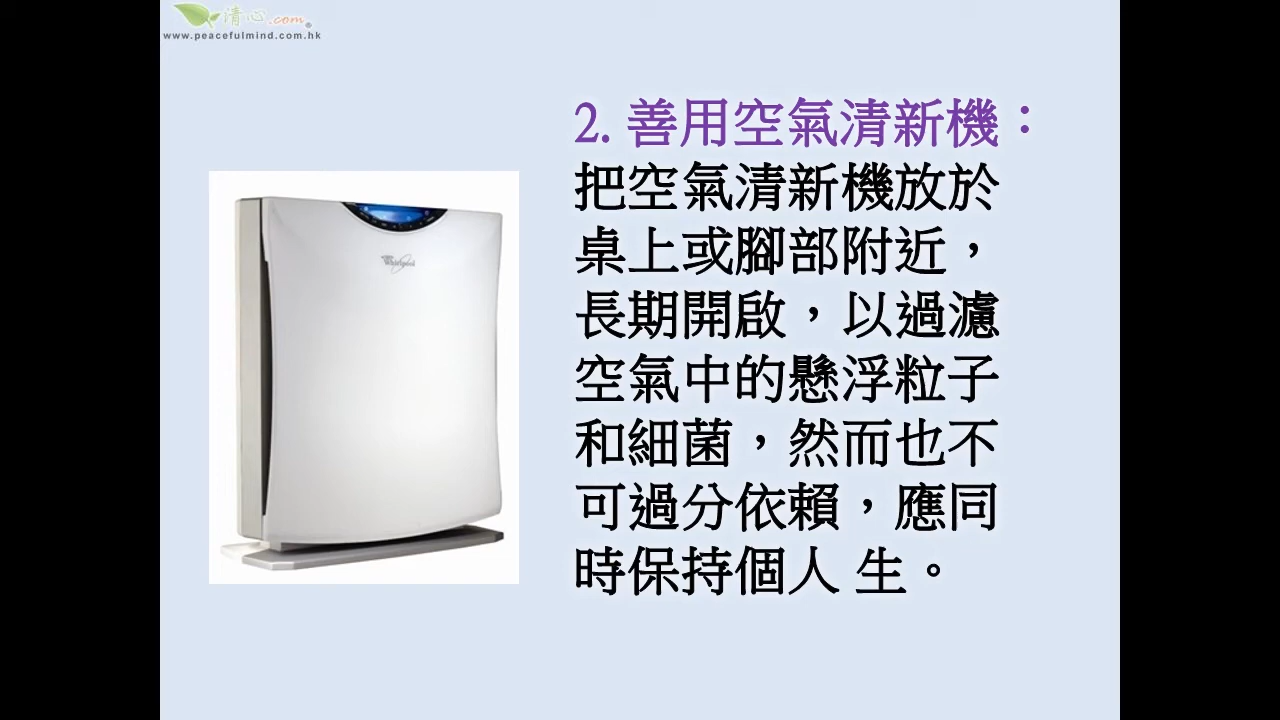 清心.com®
www.peacefulmind.com.hk
2. 善用空氣清新機：
把空氣清新機放於
桌上或腳部附近，
長期開啟，以過濾
空氣中的懸浮粒子
和細菌，然而也不
可過分依賴，應同
時保持個人 生。
Whirlpool